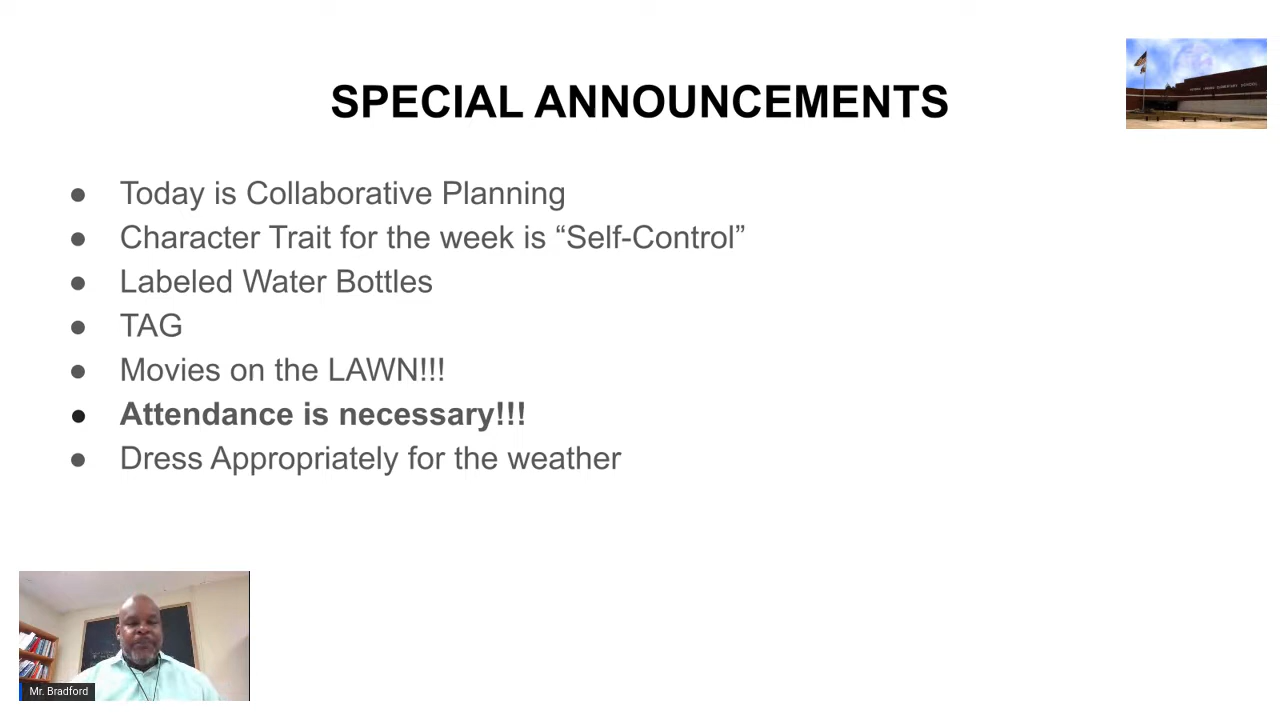 SPECIAL ANNOUNCEMENTS
● Today is Collaborative Planning
● Character Trait for the week is “Self-Control”
● Labeled Water Bottles
● TAG
● Movies on the LAWN!!!
● Attendance is necessary!!!
● Dress Appropriately for the weather
Mr. Bradford